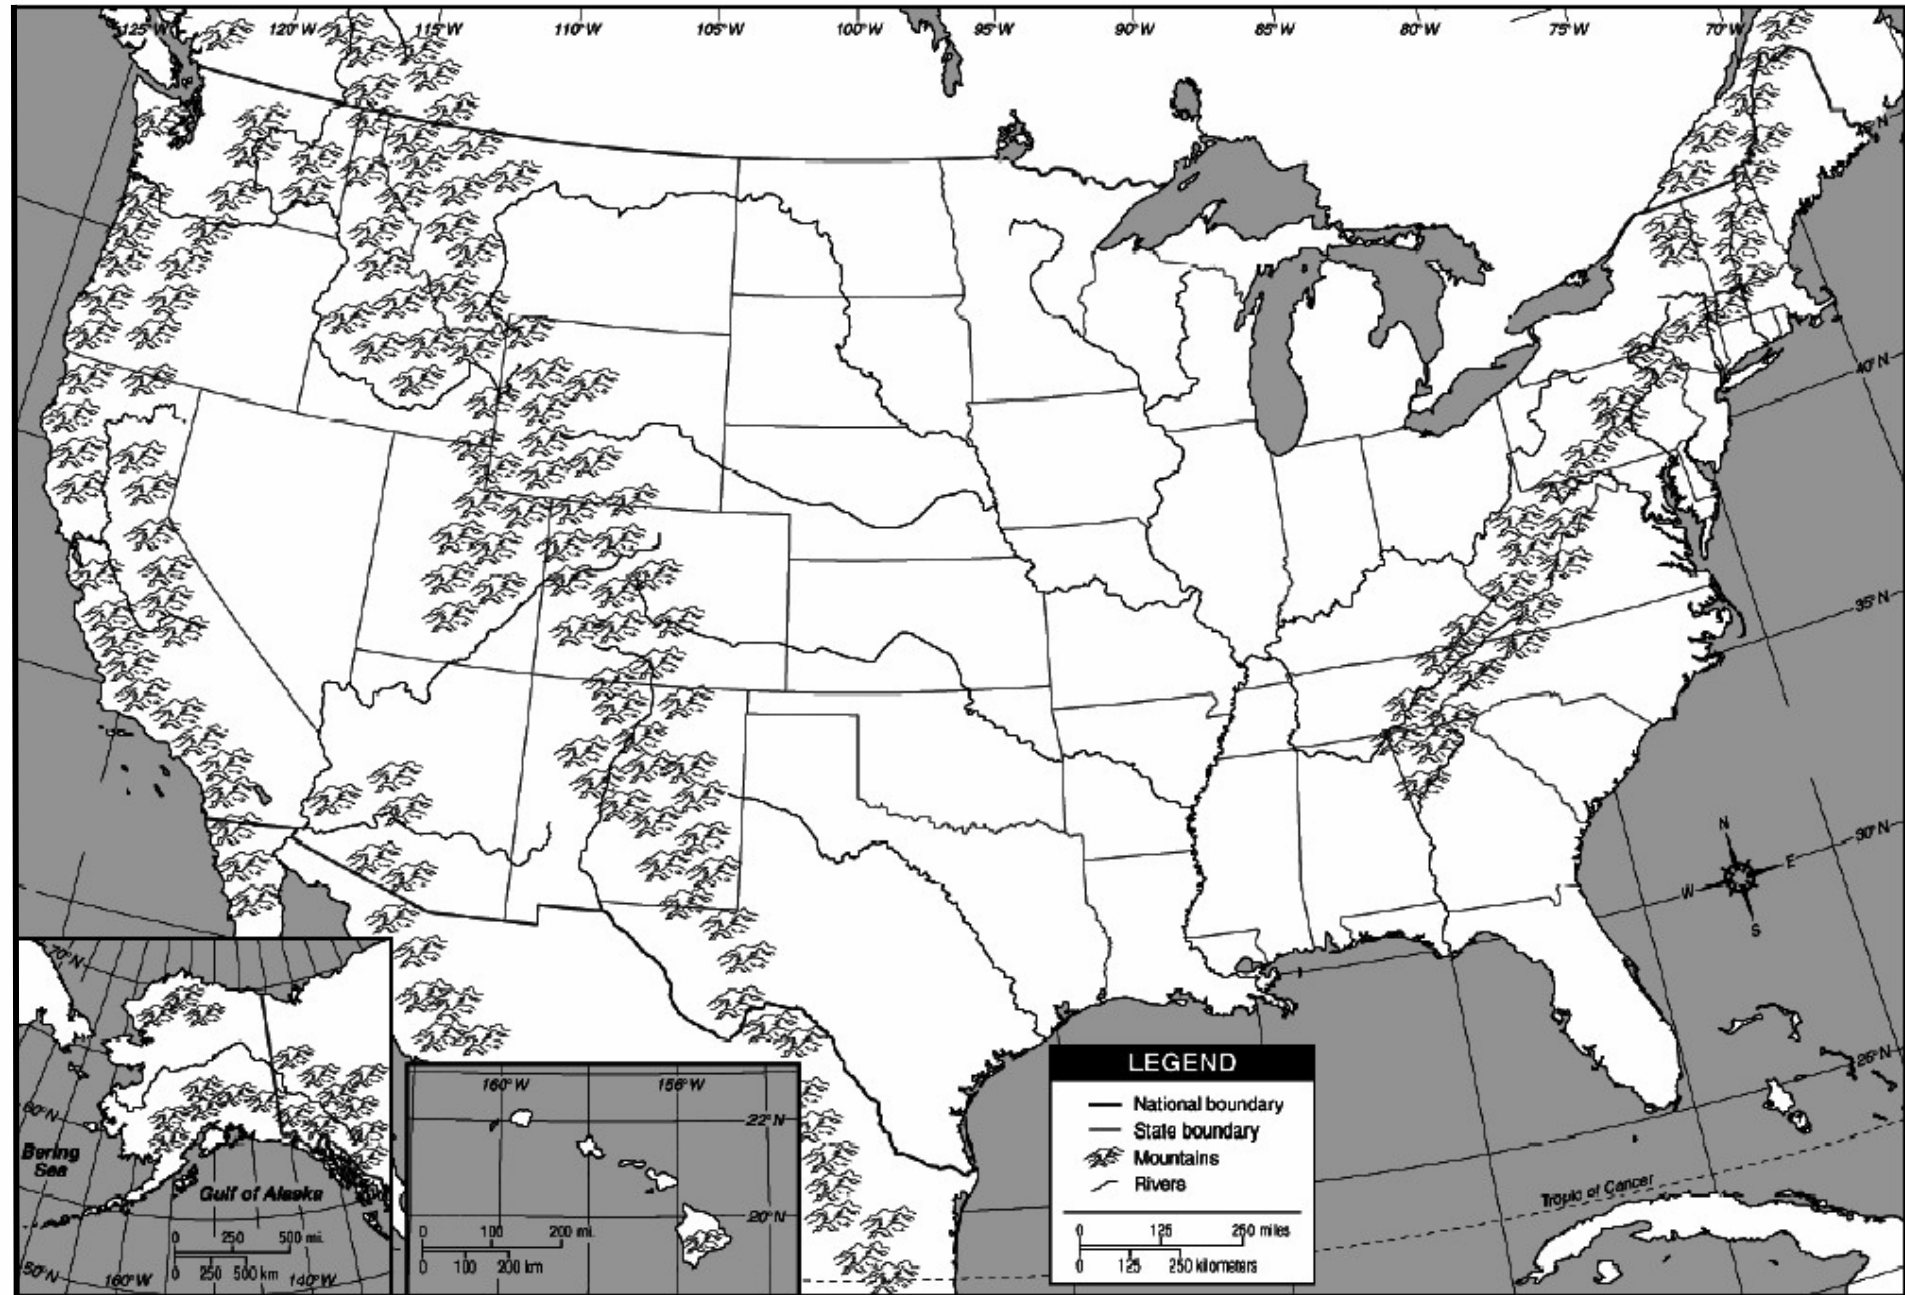 125°W 120°W 115°W 110°W 105°W 100°W 95°W 90°W 85°W 80°W 75°W 70°W
40°N
35°N
30°N
25°N
N
W E
S
Tropic of Cancer
70°N
60°N
50°N
Bering
Sea
Gulf of Alaska
0 250 500 mi.
0 250 500 km
160°W 140°W
160°W 156°W
22°N
20°N
0 100 200 mi.
0 100 200 km
LEGEND
National boundary
State boundary
Mountains
Rivers
0 125 250 miles
0 125 250 kilometers